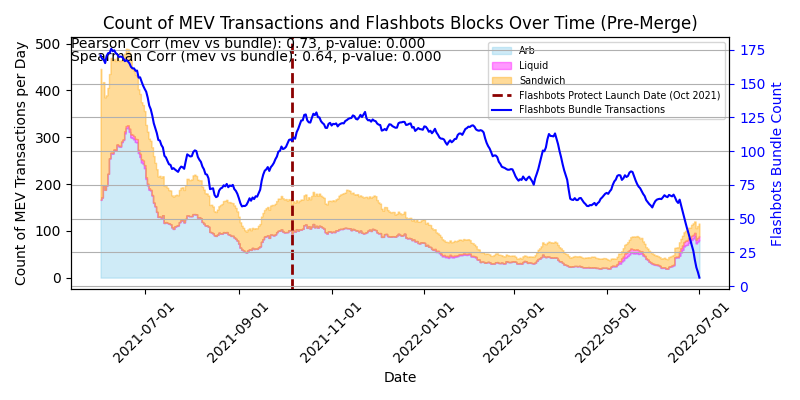 Count of MEV Transactions and Flashbots Blocks Over Time (Pre-Merge)
Pearson Corr (mev vs bundle): 0.73, p-value: 0.000
Spearman Corr (mev vs bundle): 0.64, p-value: 0.000
Arb
Liquid
Sandwich
Flashbots Protect Launch Date (Oct 2021)
Flashbots Bundle Transactions
Count of MEV Transactions per Day
500
400
300
200
100
0
Flashbots Bundle Count
175
150
125
100
75
50
25
0
2021-07-01
2021-09-01
2021-11-01
2022-01-01
2022-03-01
2022-05-01
2022-07-01
Date